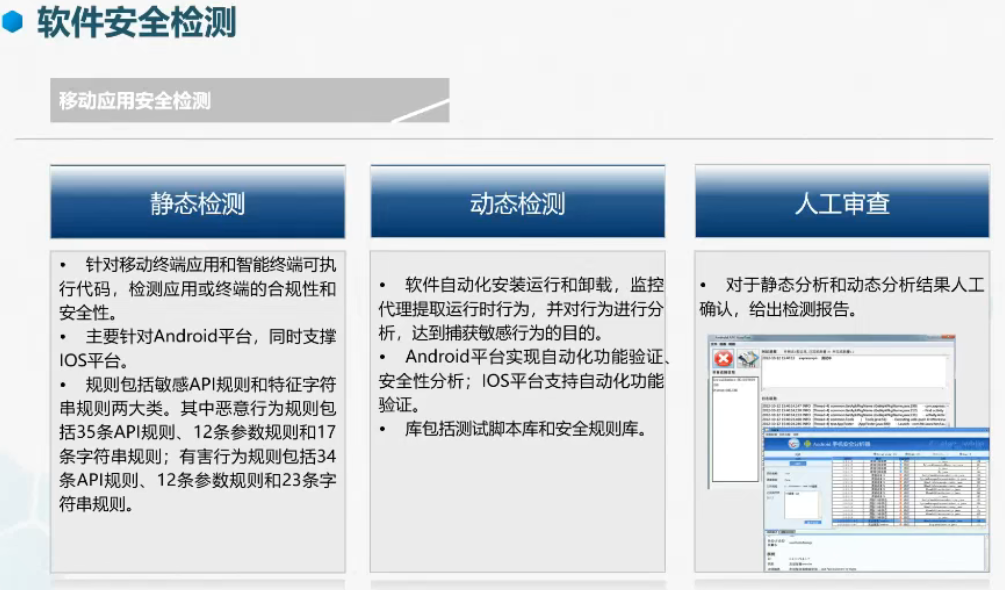 软件安全检测
移动应用安全检测
静态检测
• 针对移动终端应用和智能终端可执
行代码，检测应用或终端的合规性和
安全性。
• 主要针对Android平台，同时支撑
IOS平台。
• 规则包括敏感API规则和特征字符
串规则两大类。其中恶意行为规则包
括35条API规则、12条参数规则和17
条字符串规则；有害行为规则包括34
条API规则、12条参数规则和23条字
符串规则。
动态检测
• 软件自动化安装运行和卸载，监控
代理提取运行时行为，并对行为进行分
析，达到捕获敏感行为的目的。
• Android平台实现自动化功能验证、
安全性分析；IOS平台支持自动化功能
验证。
• 库包括测试脚本库和安全规则库。
人工审查
• 对于静态分析和动态分析结果人工
确认，给出检测报告。